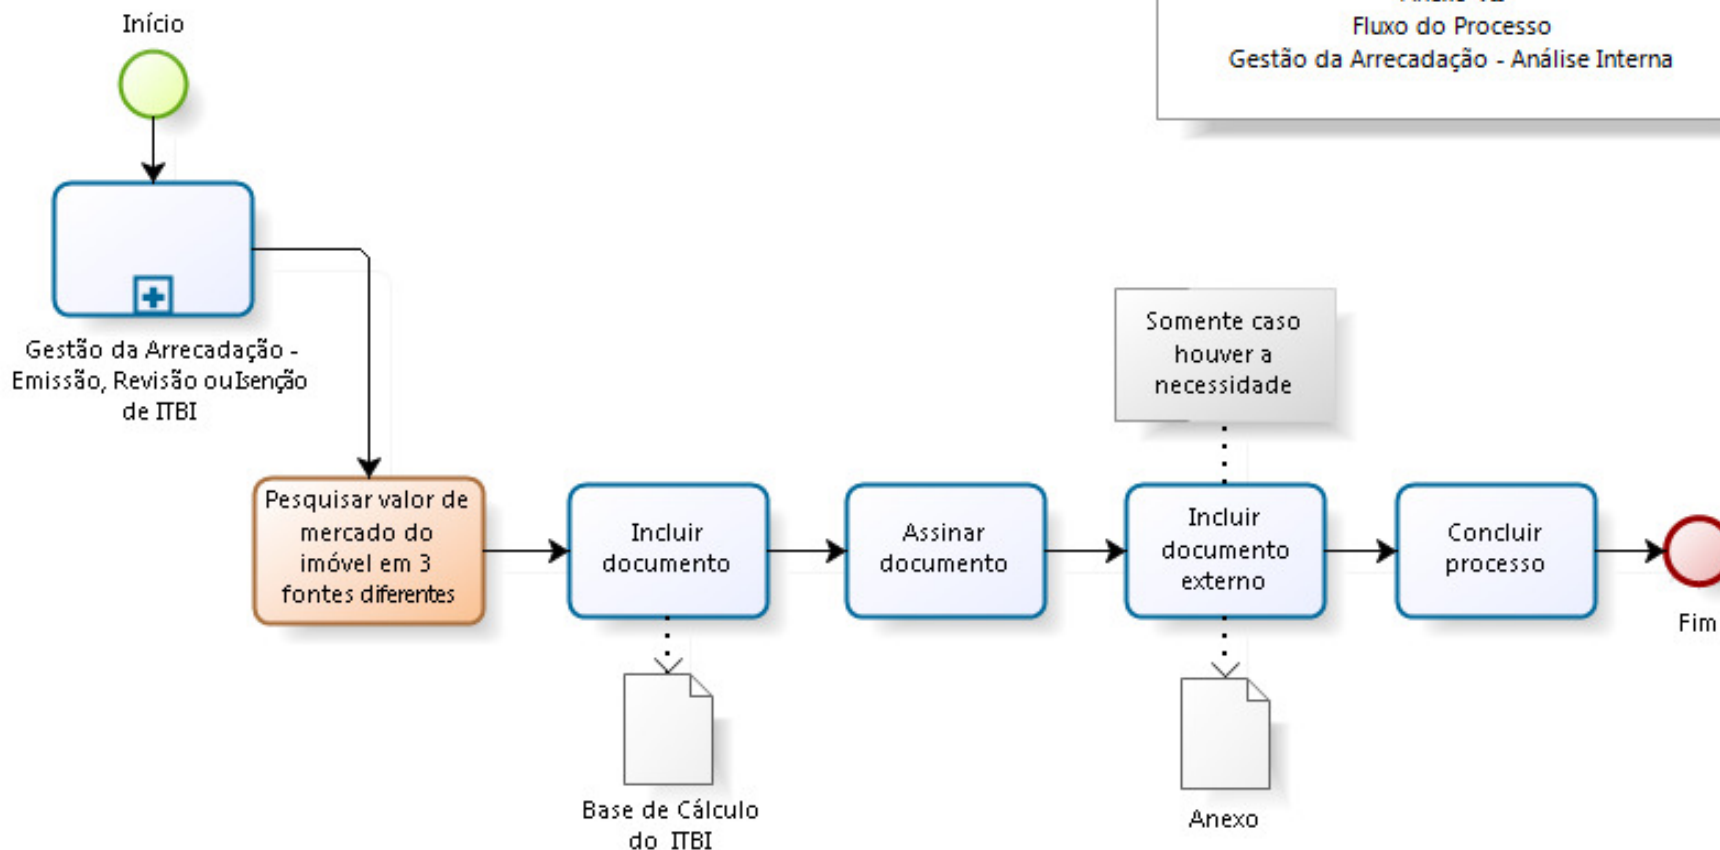 Início
Fluxo do Processo
Gestão da Arrecadação - Análise Interna
Gestão da Arrecadação -
Emissão, Revisão ou Isenção
de ITBI
Somente caso
houver a
necessidade
Pesquisar valor de
mercado do
imóvel em 3
fontes diferentes
Incluir
documento
Assinar
documento
Incluir
documento
externo
Concluir
processo
Fim
Base de Cálculo
do ITBI
Anexo